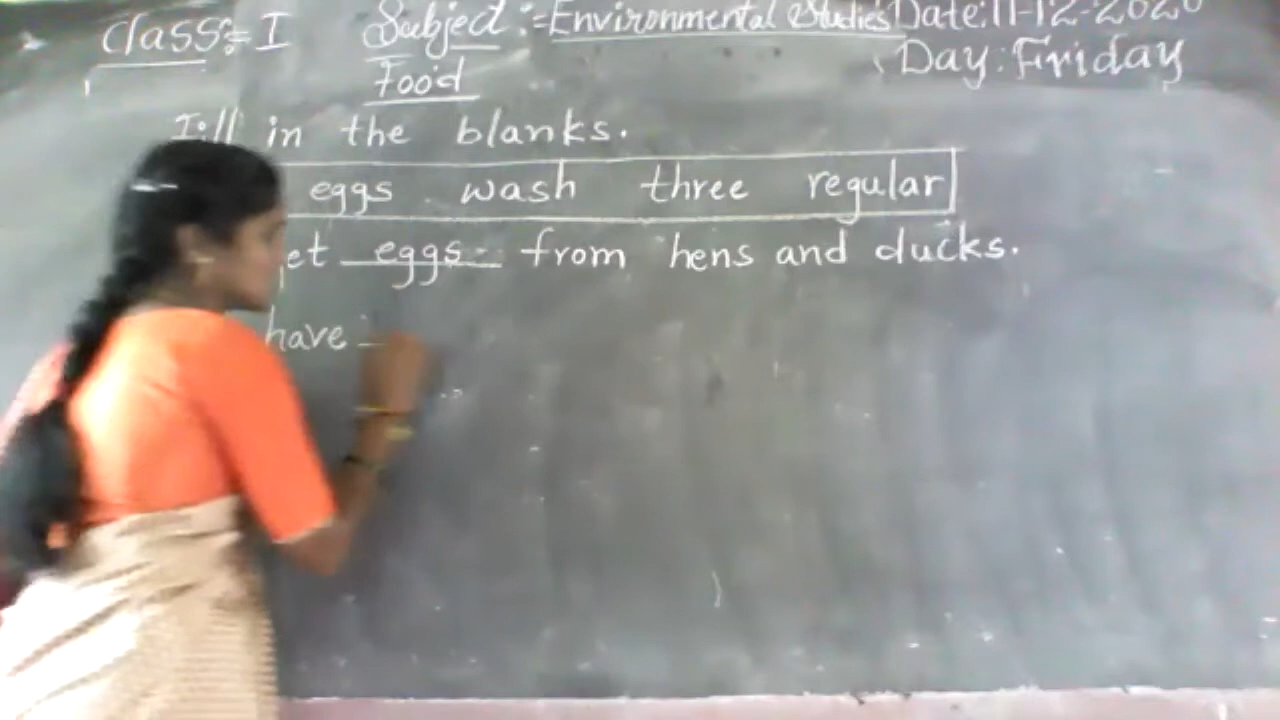 Class:= I Subject:= Environmental Studies Date:11-12-2020
Food Day: Friday
I. Fill in the blanks.
eggs wash three regular
eggs from hens and ducks.
have